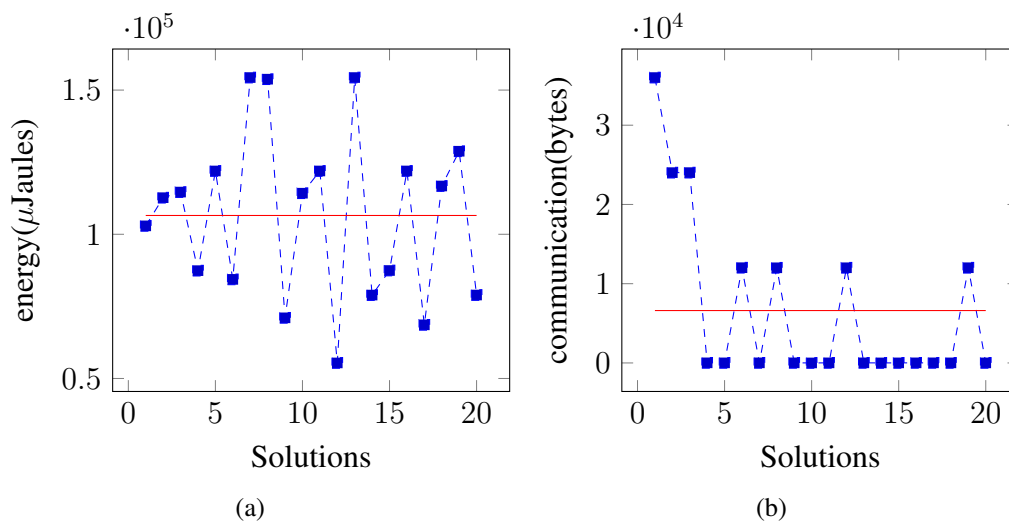 ·10^5
energy(μJaules)
1.5
1
0.5
0 5 10 15 20
Solutions
(a)
·10^4
communication(bytes)
3
2
1
0
0 5 10 15 20
Solutions
(b)